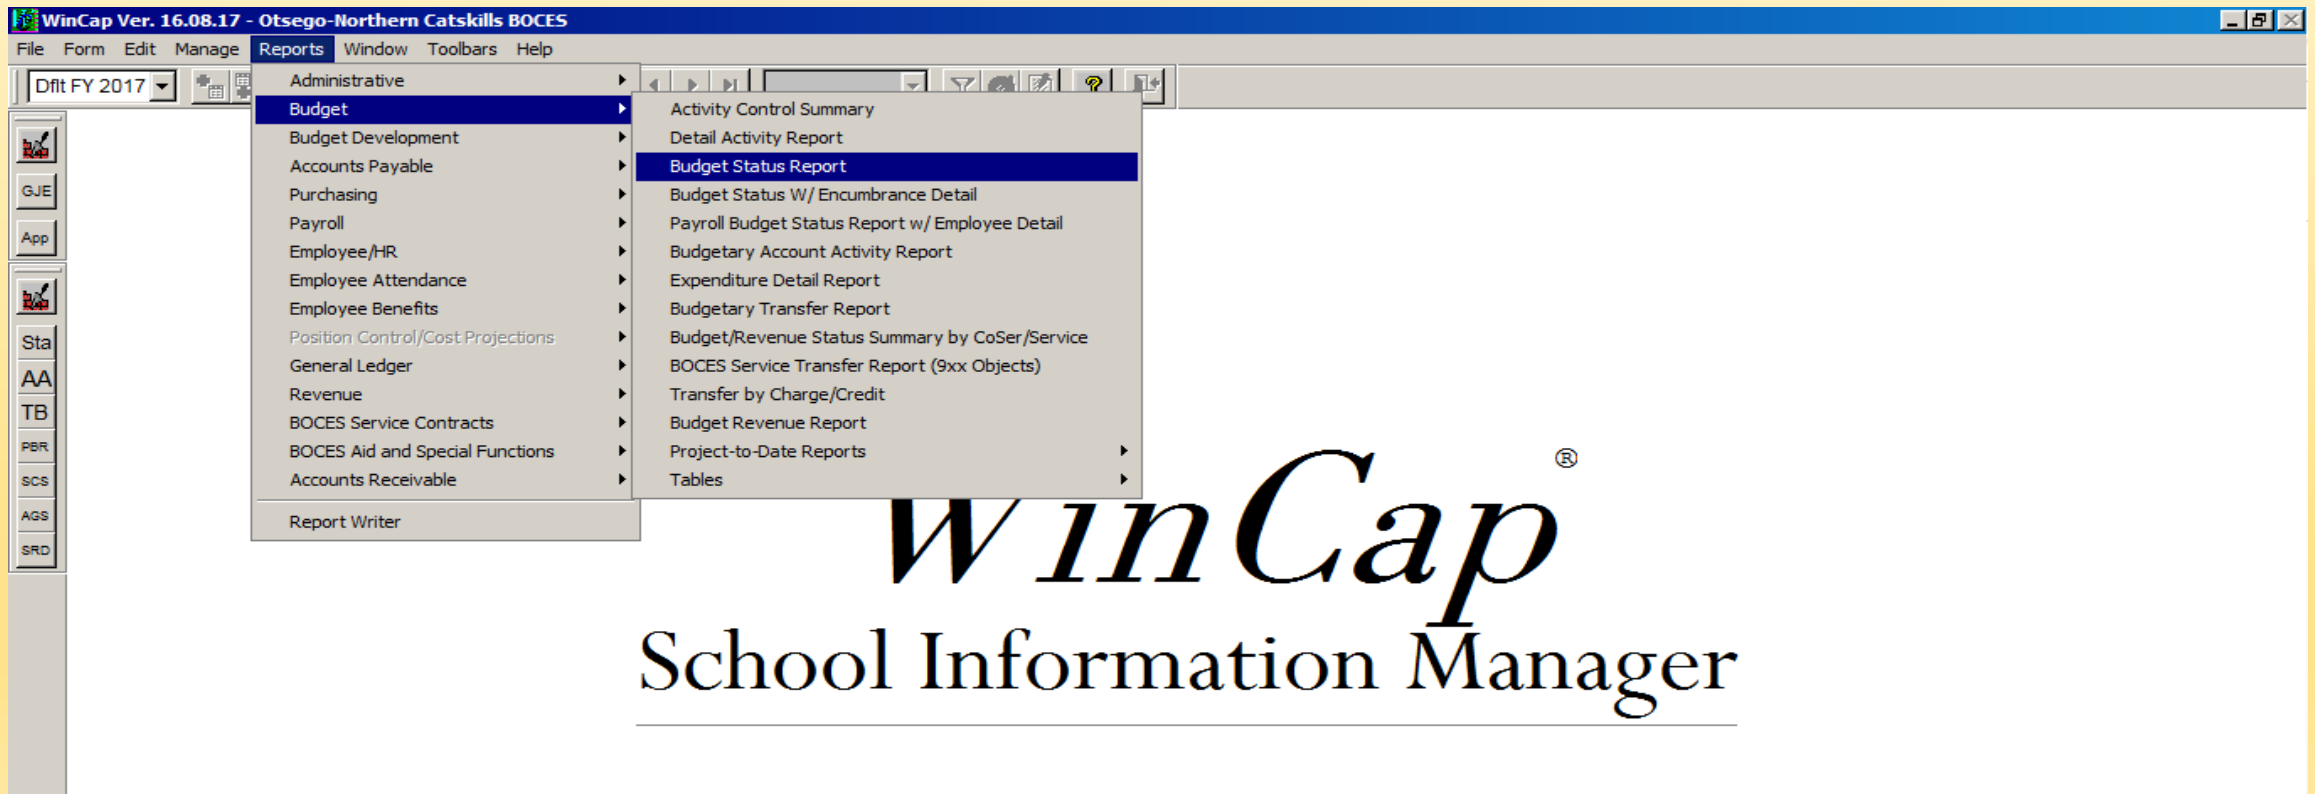 WinCap Ver. 16.08.17 - Otsego-Northern Catskills BOCES
File Form Edit Manage Reports Window Toolbars Help
Dflt FY 2017
GJE
App
Sta
AA
TB
PBR
SCS
AGS
SRD
Administrative
Budget
Budget Development
Accounts Payable
Purchasing
Payroll
Employee/HR
Employee Attendance
Employee Benefits
Position Control/Cost Projections
General Ledger
Revenue
BOCES Service Contracts
BOCES Aid and Special Functions
Accounts Receivable
Report Writer
Activity Control Summary
Detail Activity Report
Budget Status Report
Budget Status W/ Encumbrance Detail
Payroll Budget Status Report w/ Employee Detail
Budgetary Account Activity Report
Expenditure Detail Report
Budgetary Transfer Report
Budget/Revenue Status Summary by CoSer/Service
BOCES Service Transfer Report (9xx Objects)
Transfer by Charge/Credit
Budget Revenue Report
Project-to-Date Reports
Tables
WinCap®
School Information Manager